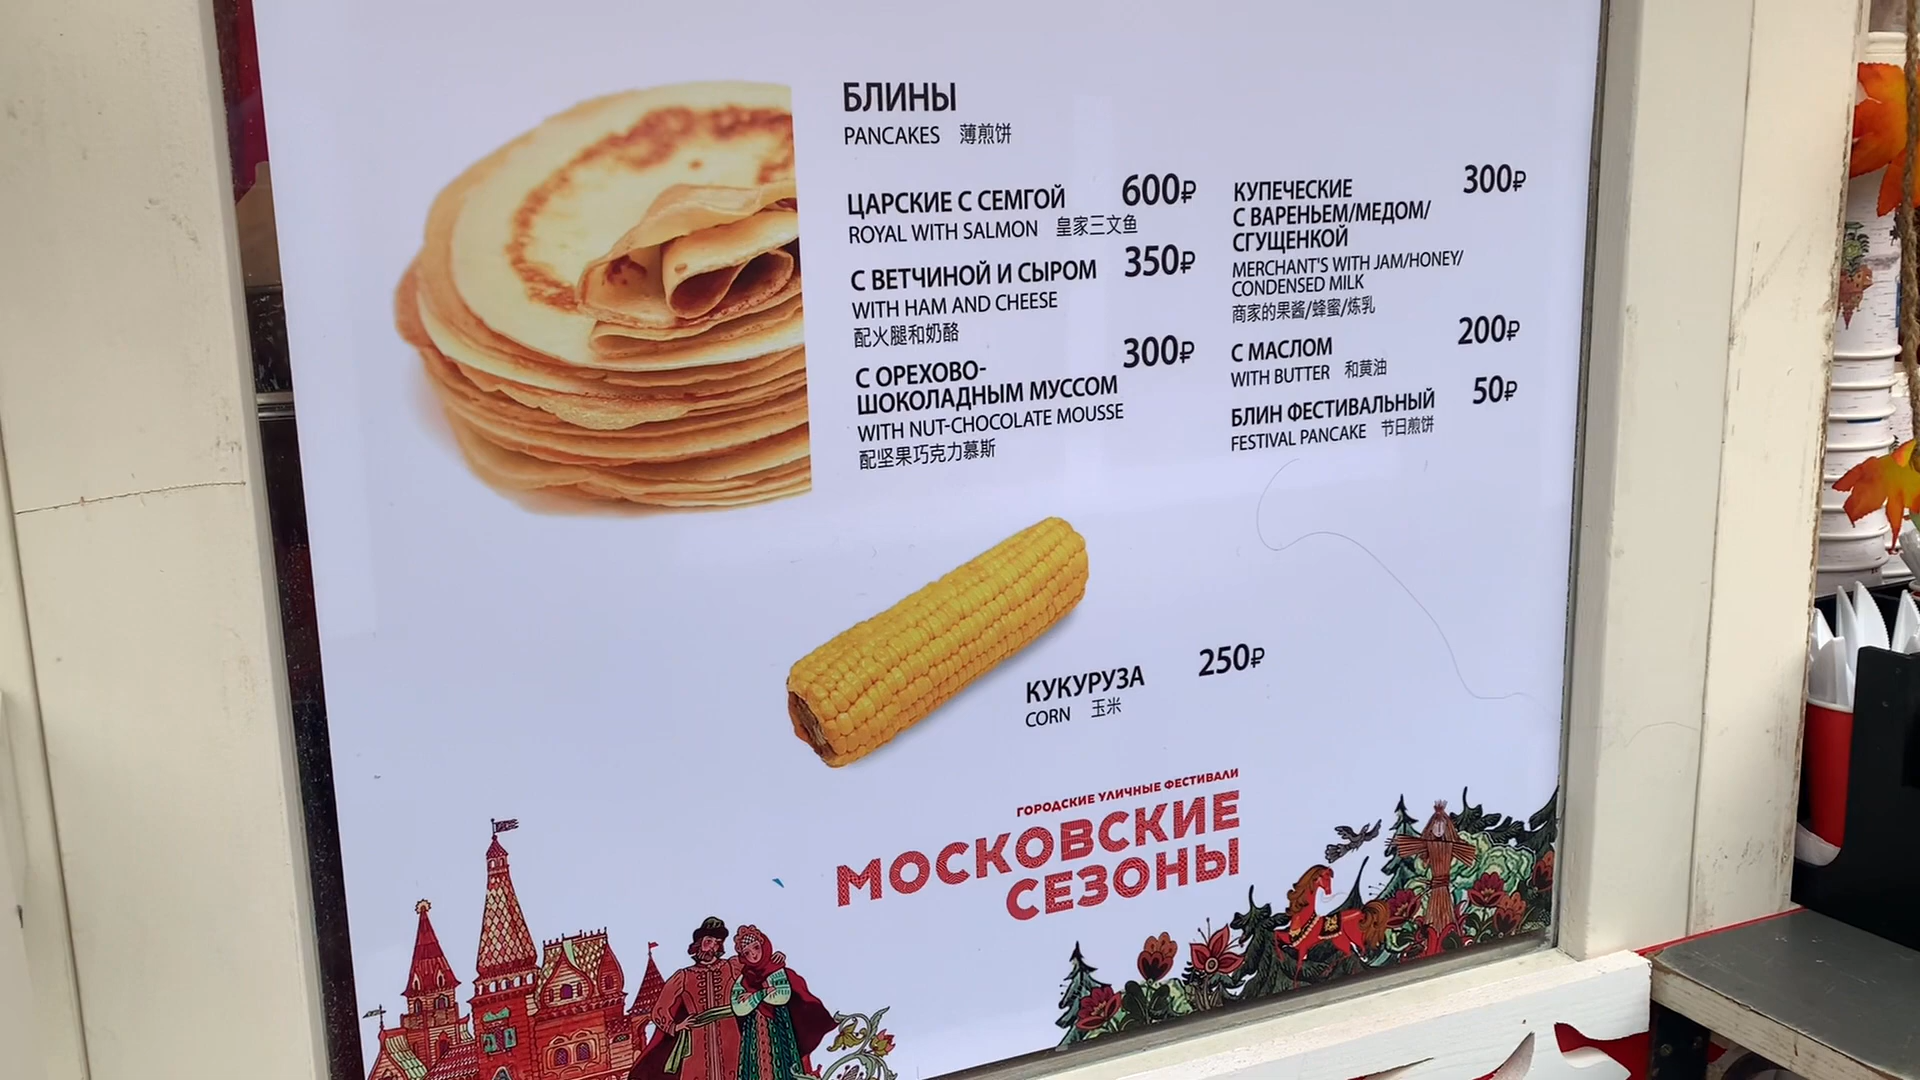 БЛИНЫ
PANCAKES 薄煎饼
ЦАРСКИЕ С СЕМГОЙ 600₽
ROYAL WITH SALMON 皇家三文鱼
С ВЕТЧИНОЙ И СЫРОМ 350₽
WITH HAM AND CHEESE
配火腿和奶酪
С ОРЕХОВО-
ШОКОЛАДНЫМ МУССОМ 300₽
WITH NUT-CHOCOLATE MOUSSE
配坚果巧克力慕斯
КУПЕЧЕСКИЕ 300₽
С ВАРЕНЬЕМ/МЕДОМ/
СГУЩЕНКОЙ
MERCHANT'S WITH JAM/HONEY/
CONDENSED MILK
商家的果酱/蜂蜜/炼乳
С МАСЛОМ 200₽
WITH BUTTER 和黄油
БЛИН ФЕСТИВАЛЬНЫЙ 50₽
FESTIVAL PANCAKE 节日煎饼
КУКУРУЗА 250₽
CORN 玉米
ГОРОДСКИЕ УЛИЧНЫЕ ФЕСТИВАЛИ
МОСКОВСКИЕ
СЕЗОНЫ